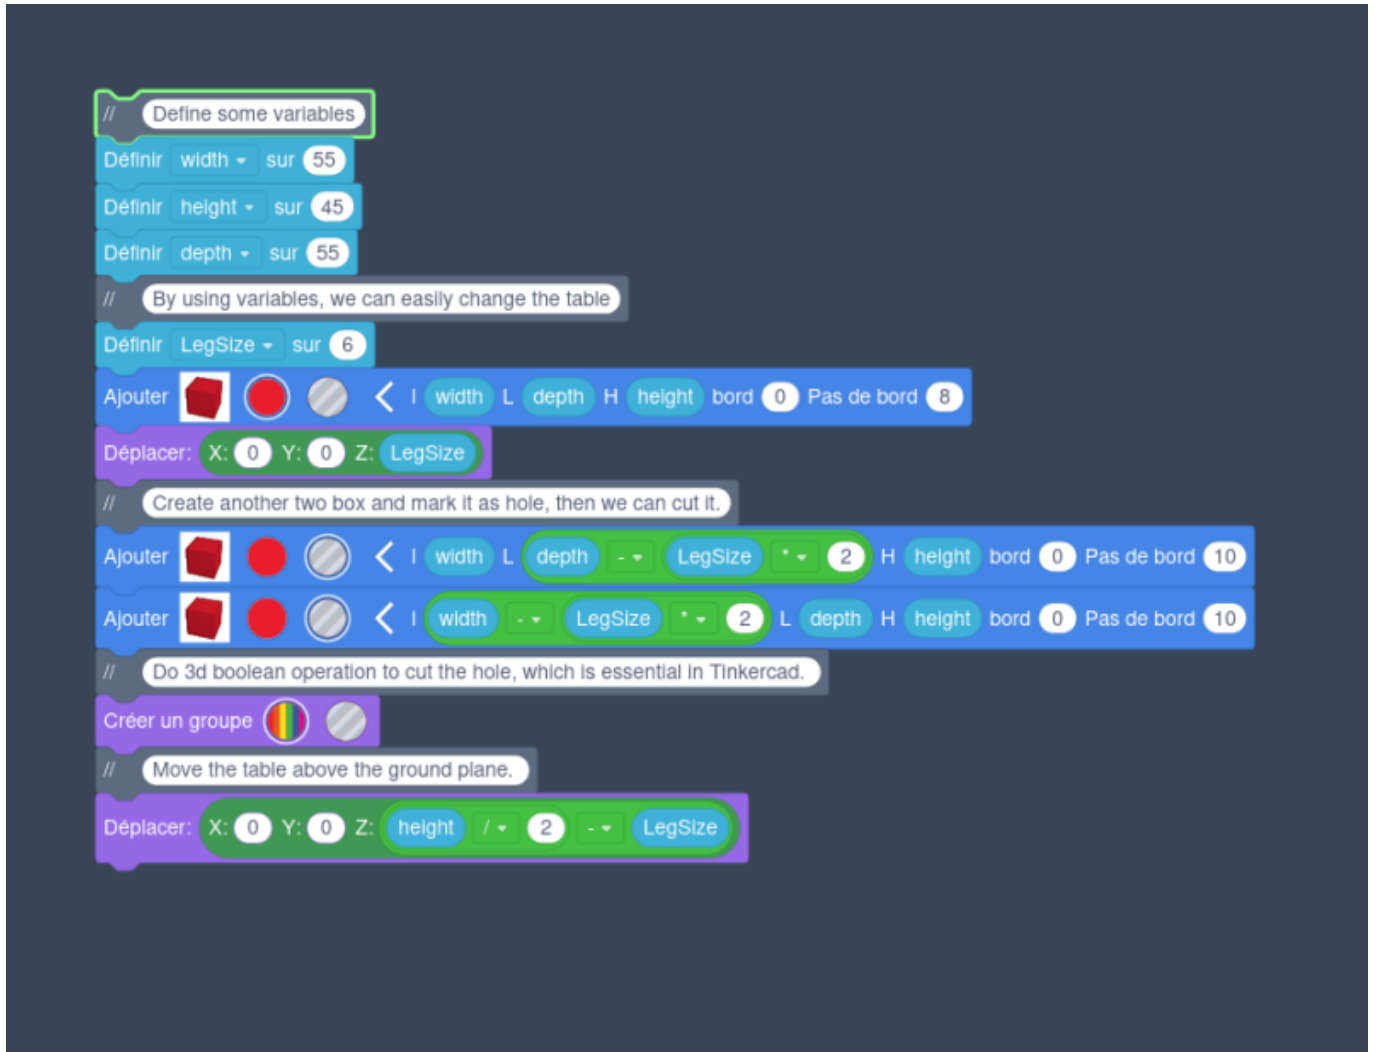 // Define some variables
Définir width sur 55
Définir height sur 45
Définir depth sur 55
// By using variables, we can easily change the table
Définir LegSize sur 6
Ajouter l width L depth H height bord 0 Pas de bord 8
Déplacer: X: 0 Y: 0 Z: LegSize
// Create another two box and mark it as hole, then we can cut it.
Ajouter l width L depth - LegSize * 2 H height bord 0 Pas de bord 10
Ajouter l width - LegSize * 2 L depth H height bord 0 Pas de bord 10
// Do 3d boolean operation to cut the hole, which is essential in Tinkercad.
Créer un groupe
// Move the table above the ground plane.
Déplacer: X: 0 Y: 0 Z: height / 2 - LegSize